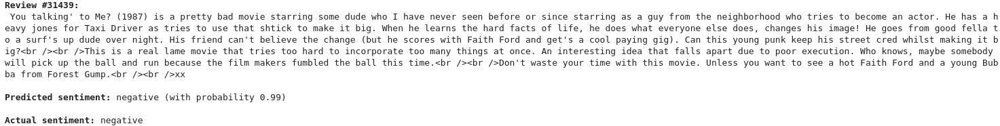 Review #31439:
 You talking' to Me? (1987) is a pretty bad movie starring some dude who I have never seen before or since starring as a guy from the neighborhood who tries to become an actor. He has a h
eavy jones for Taxi Driver as tries to use that shtick to make it big. When he learns the hard facts of life, he does what everyone else does, changes his image! He goes from good fella t
o a surf's up dude over night. His friend can't believe the change (but he scores with Faith Ford and get's a cool paying gig). Can this young punk keep his street cred whilst making it b
ig?<br /><br />This is a real lame movie that tries too hard to incorporate too many things at once. An interesting idea that falls apart due to poor execution. Who knows, maybe somebody
will pick up the ball and run because the film makers fumbled the ball this time.<br /><br />Don't waste your time with this movie. Unless you want to see a hot Faith Ford and a young Bub
ba from Forest Gump.<br /><br />xx
Predicted sentiment: negative (with probability 0.99)
Actual sentiment: negative